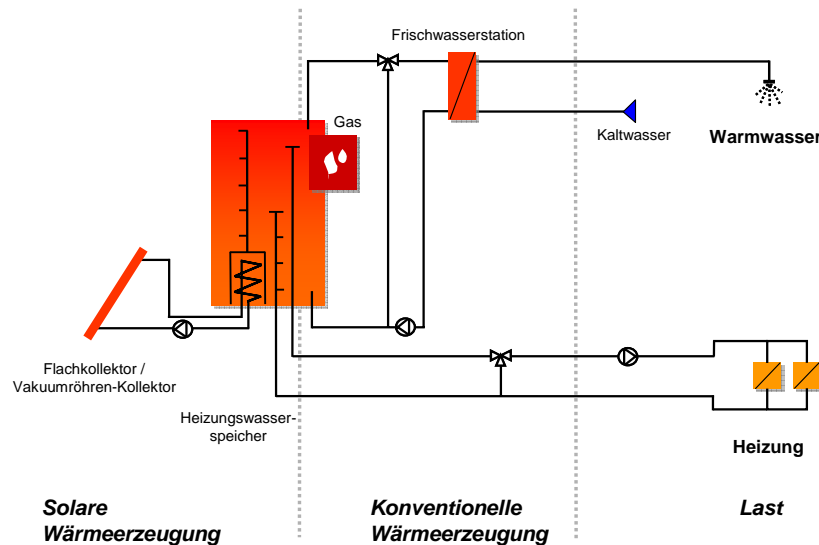 Frischwasserstation
Gas
Kaltwasser
Warmwasser
Flachkollektor /
Vakuumröhren-Kollektor
Heizungswasser-
speicher
Heizung
Solare
Wärmeerzeugung
Konventionelle
Wärmeerzeugung
Last